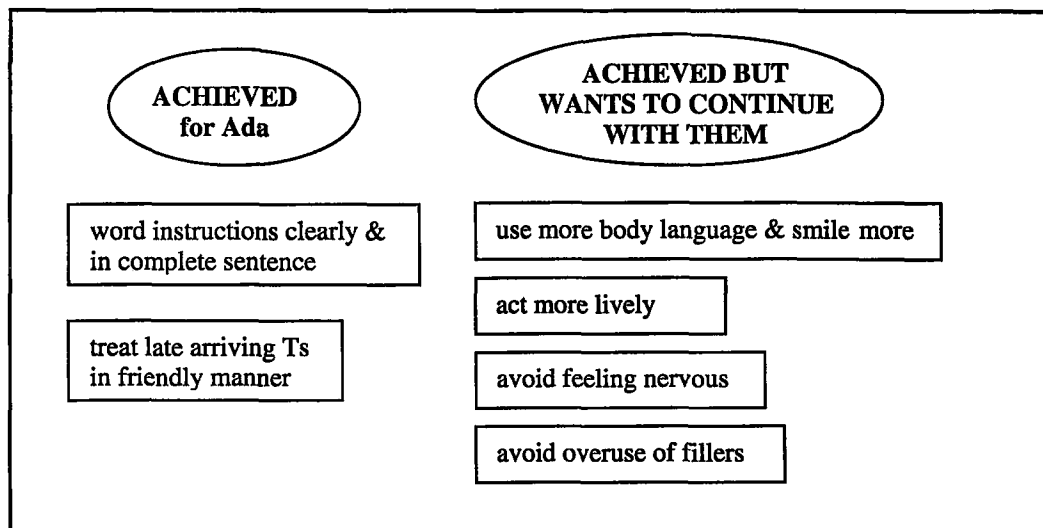 ACHIEVED
for Ada
word instructions clearly &
in complete sentence
treat late arriving Ts
in friendly manner
ACHIEVED BUT
WANTS TO CONTINUE
WITH THEM
use more body language & smile more
act more lively
avoid feeling nervous
avoid overuse of fillers